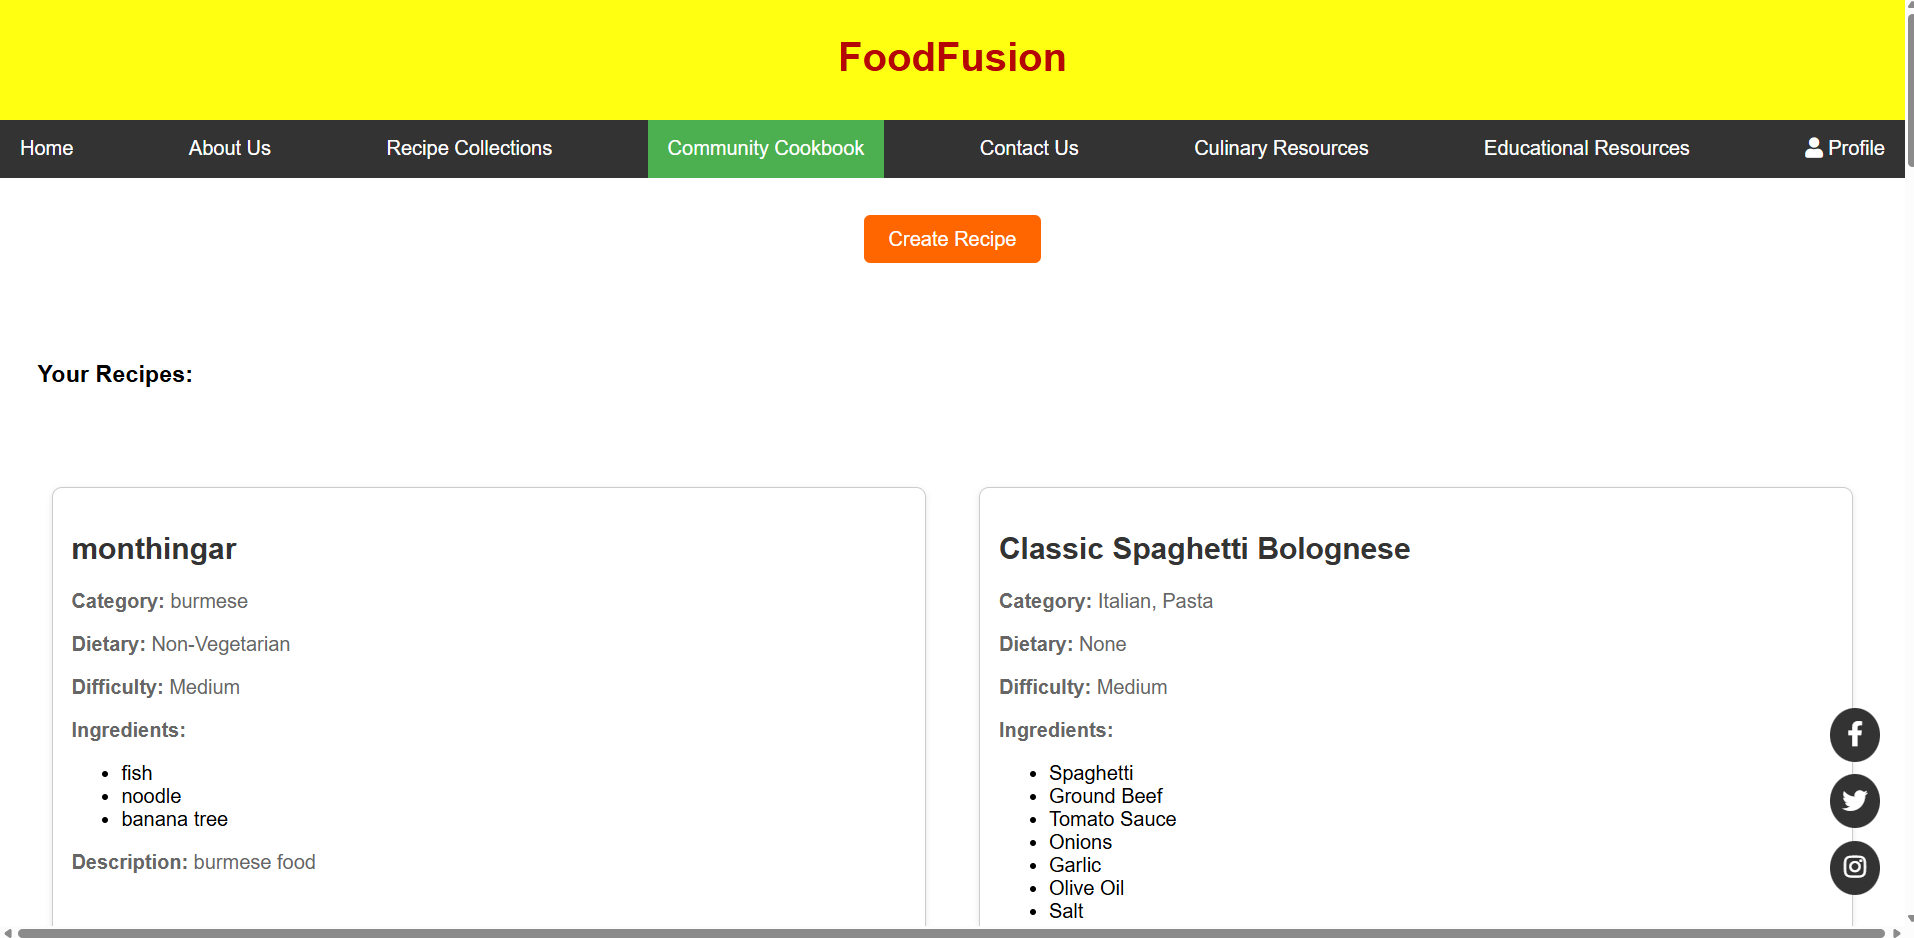 FoodFusion
Home About Us Recipe Collections Community Cookbook Contact Us Culinary Resources Educational Resources Profile
Create Recipe
Your Recipes:
monthingar
Category: burmese
Dietary: Non-Vegetarian
Difficulty: Medium
Ingredients:
fish
noodle
banana tree
Description: burmese food
Classic Spaghetti Bolognese
Category: Italian, Pasta
Dietary: None
Difficulty: Medium
Ingredients:
Spaghetti
Ground Beef
Tomato Sauce
Onions
Garlic
Olive Oil
Salt